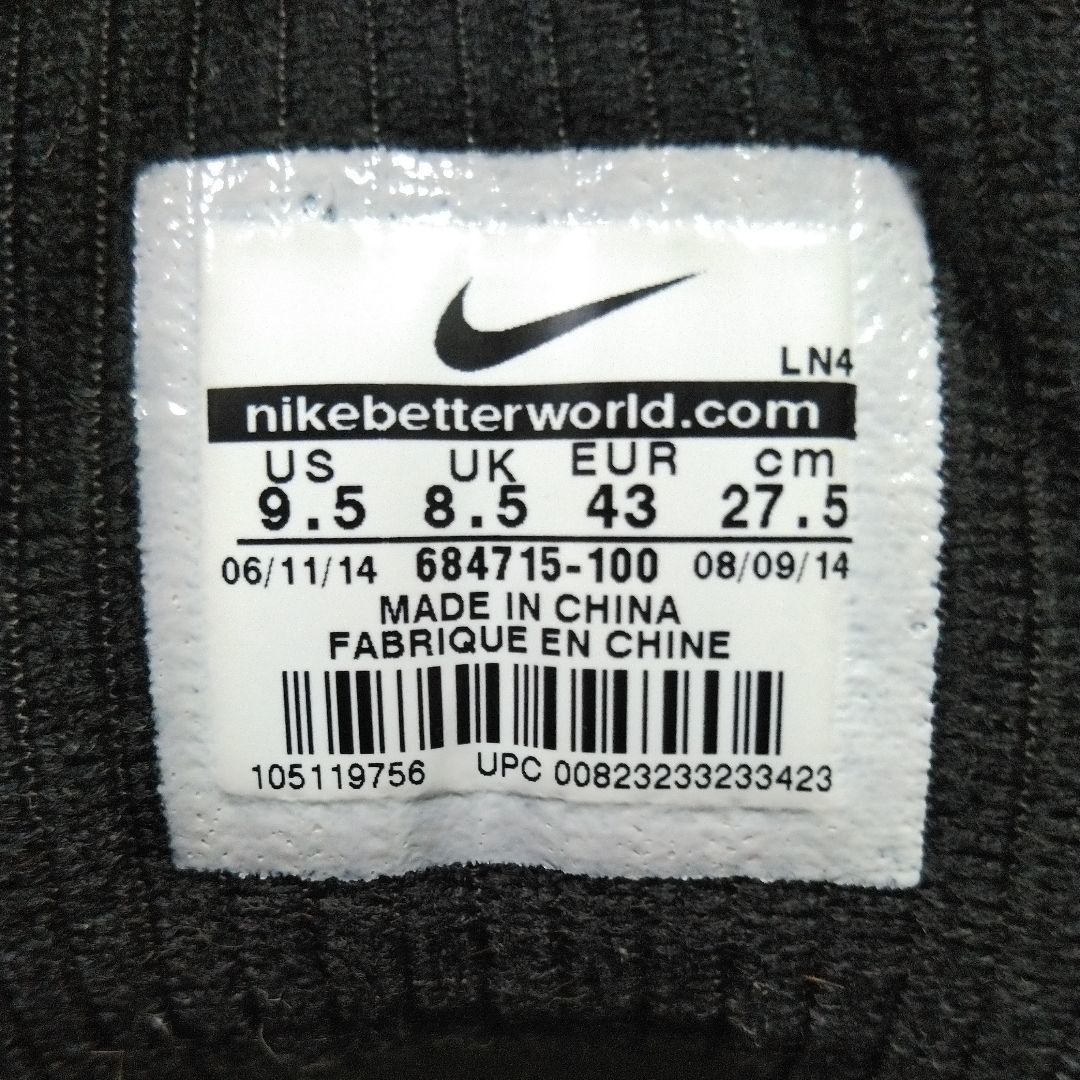 LN4
nikebetterworld.com
US UK EUR cm
9.5 8.5 43 27.5
06/11/14 684715-100 08/09/14
MADE IN CHINA
FABRIQUE EN CHINE
105119756 UPC 00823233233423